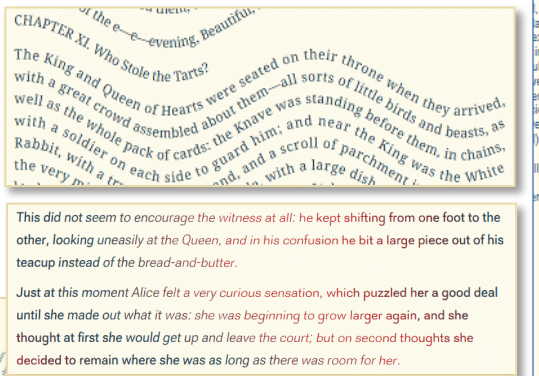 of the e—e—evening, Beautiful,
CHAPTER XI. Who Stole the Tarts?
The King and Queen of Hearts were seated on their throne when they arrived,
with a great crowd assembled about them—all sorts of little birds and beasts, as
well as the whole pack of cards: the Knave was standing before them, in chains,
with a soldier on each side to guard him; and near the King was the White
Rabbit, with a and a scroll of parchment
the very with a large dish
This did not seem to encourage the witness at all: he kept shifting from one foot to the
other, looking uneasily at the Queen, and in his confusion he bit a large piece out of his
teacup instead of the bread-and-butter.
Just at this moment Alice felt a very curious sensation, which puzzled her a good deal
until she made out what it was: she was beginning to grow larger again, and she
thought at first she would get up and leave the court; but on second thoughts she
decided to remain where she was as long as there was room for her.